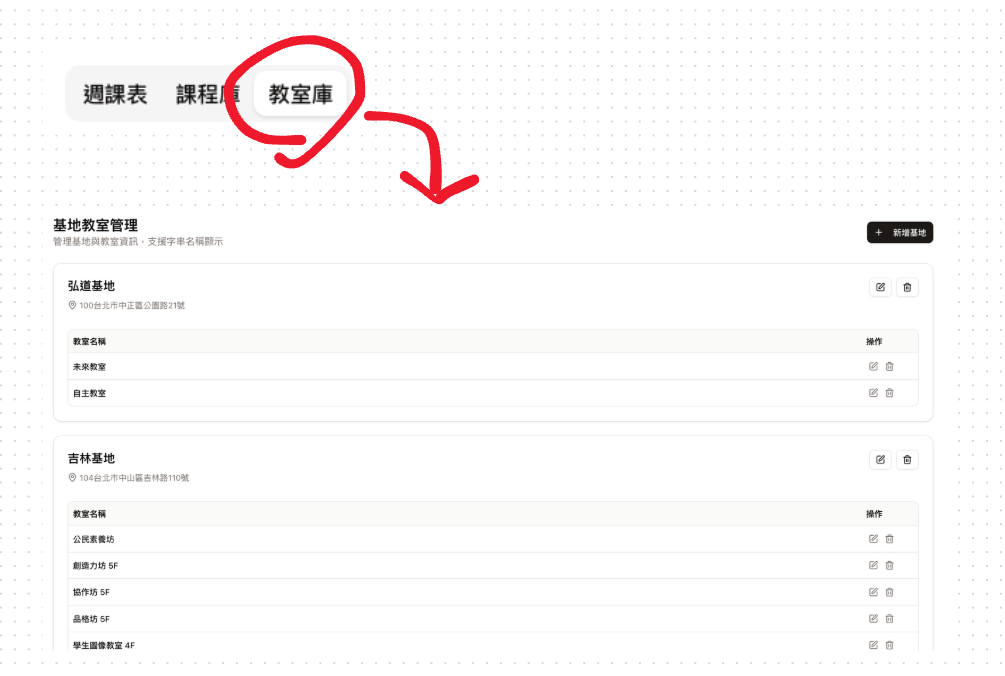 週課表 課程庫 教室庫
基地教室管理
管理基地與教室資訊，支援字串名稱顯示
+ 新增基地
弘道基地
100台北市中正區公園路21號
教室名稱 操作
未來教室
自主教室
吉林基地
104台北市中山區吉林路110號
教室名稱 操作
公民素養坊
創造力坊 5F
協作坊 5F
品格坊 5F
學生圖像教室 4F